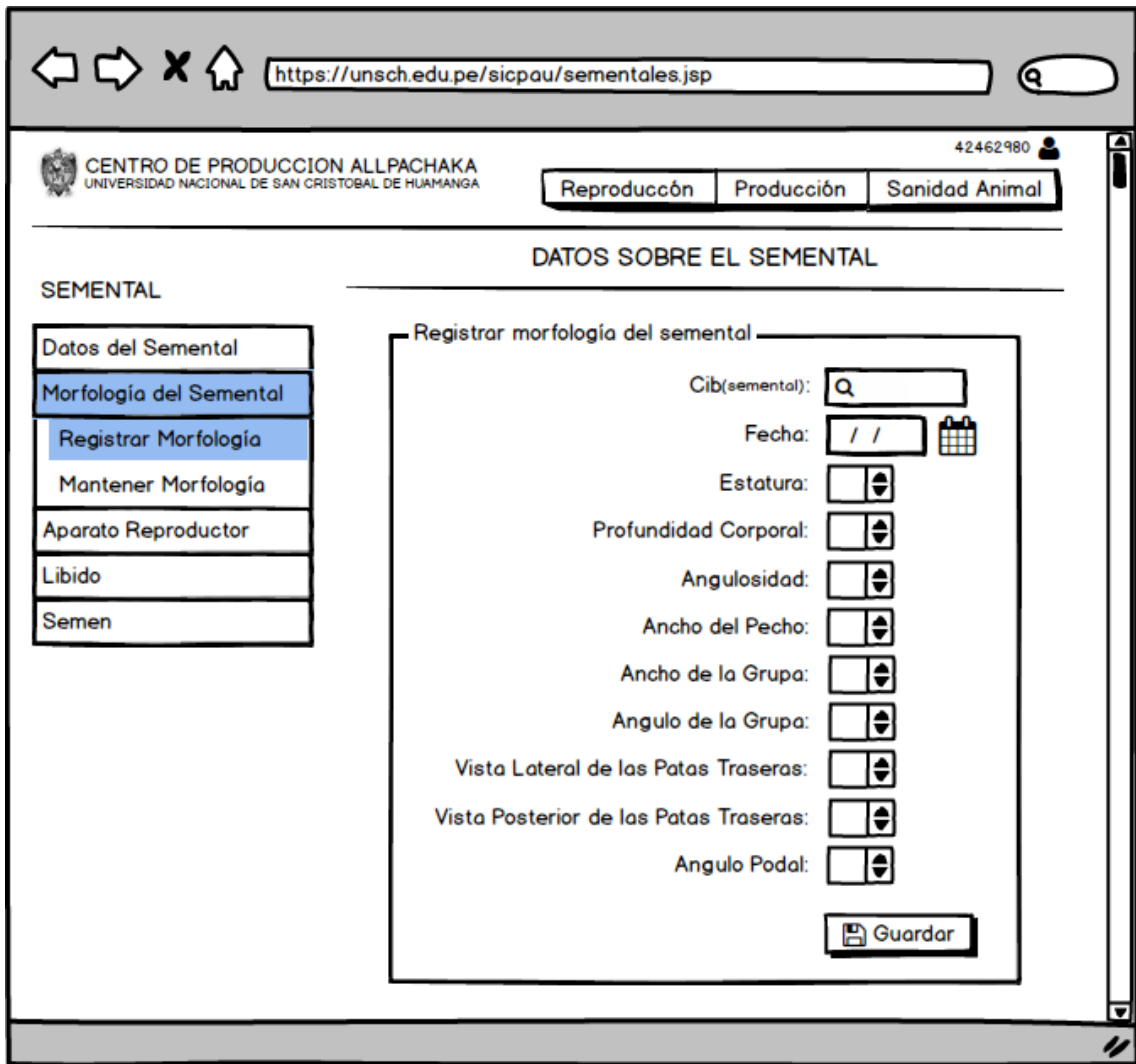 https://unsch.edu.pe/sicpau/sementales.jsp
42462980
CENTRO DE PRODUCCION ALLPACHAKA
UNIVERSIDAD NACIONAL DE SAN CRISTOBAL DE HUAMANGA
Reproduccón Producción Sanidad Animal
DATOS SOBRE EL SEMENTAL
SEMENTAL
Datos del Semental
Morfología del Semental
Registrar Morfología
Mantener Morfología
Aparato Reproductor
Libido
Semen
Registrar morfología del semental
Cib(semental):
Fecha: / /
Estatura:
Profundidad Corporal:
Angulosidad:
Ancho del Pecho:
Ancho de la Grupa:
Angulo de la Grupa:
Vista Lateral de las Patas Traseras:
Vista Posterior de las Patas Traseras:
Angulo Podal:
Guardar